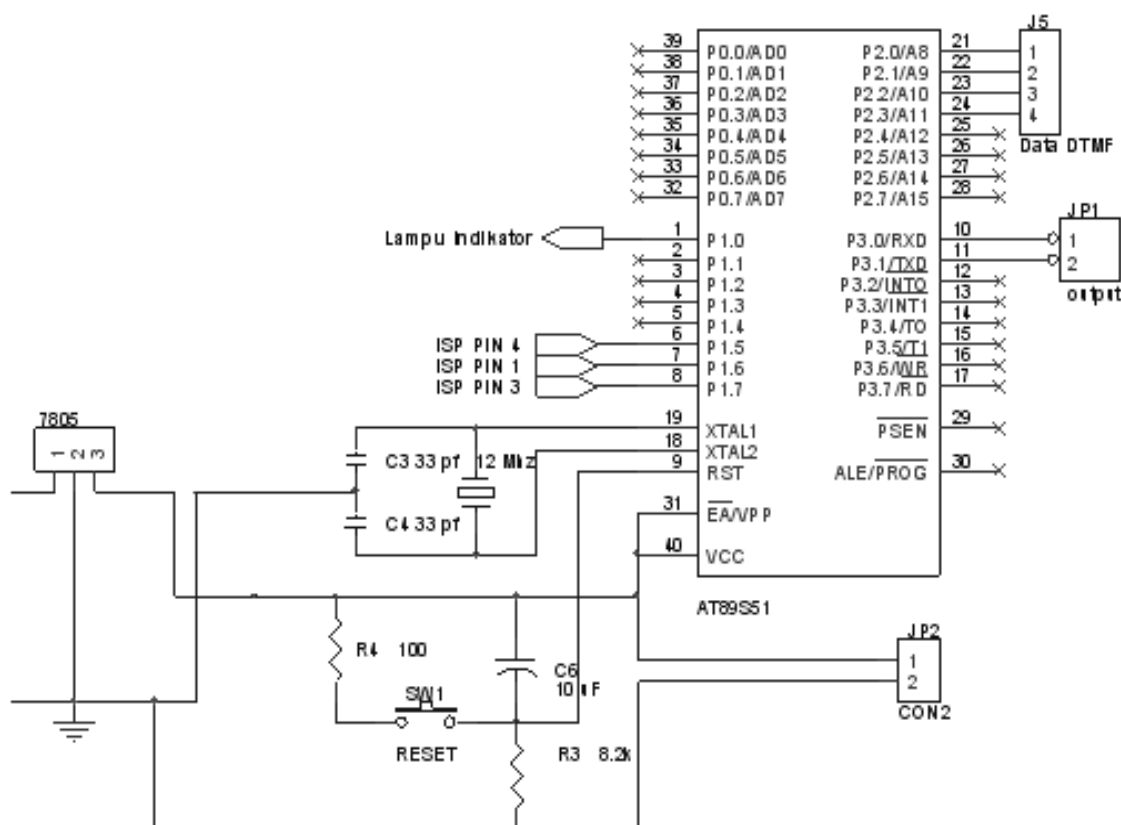 J5
39 P0.0/AD0 P2.0/A8 21 1
38 P0.1/AD1 P2.1/A9 22 2
37 P0.2/AD2 P2.2/A10 23 3
36 P0.3/AD3 P2.3/A11 24 4
35 P0.4/AD4 P2.4/A12 25
Data DTMF
34 P0.5/AD5 P2.5/A13 26
33 P0.6/AD6 P2.6/A14 27
32 P0.7/AD7 P2.7/A15 28
JP1
Lampu Indikator 1 P1.0 P3.0/RXD 10 1
2 P1.1 P3.1/TXD 11 2
3 P1.2 P3.2/INT0 12
output
4 P1.3 P3.3/INT1 13
5 P1.4 P3.4/T0 14
ISP PIN 4 6 P1.5 P3.5/T1 15
ISP PIN 1 7 P1.6 P3.6/WR 16
ISP PIN 3 8 P1.7 P3.7/RD 17
7805
1 2 3
19 XTAL1 PSEN 29
18 XTAL2
C3 33 pf 12 Mhz
9 RST ALE/PROG 30
31 EA/VPP
C4 33 pf
40 VCC
AT89S51
JP2
R4 100
1
C6
2
10 uF
SW1
CON2
RESET
R3 8.2k